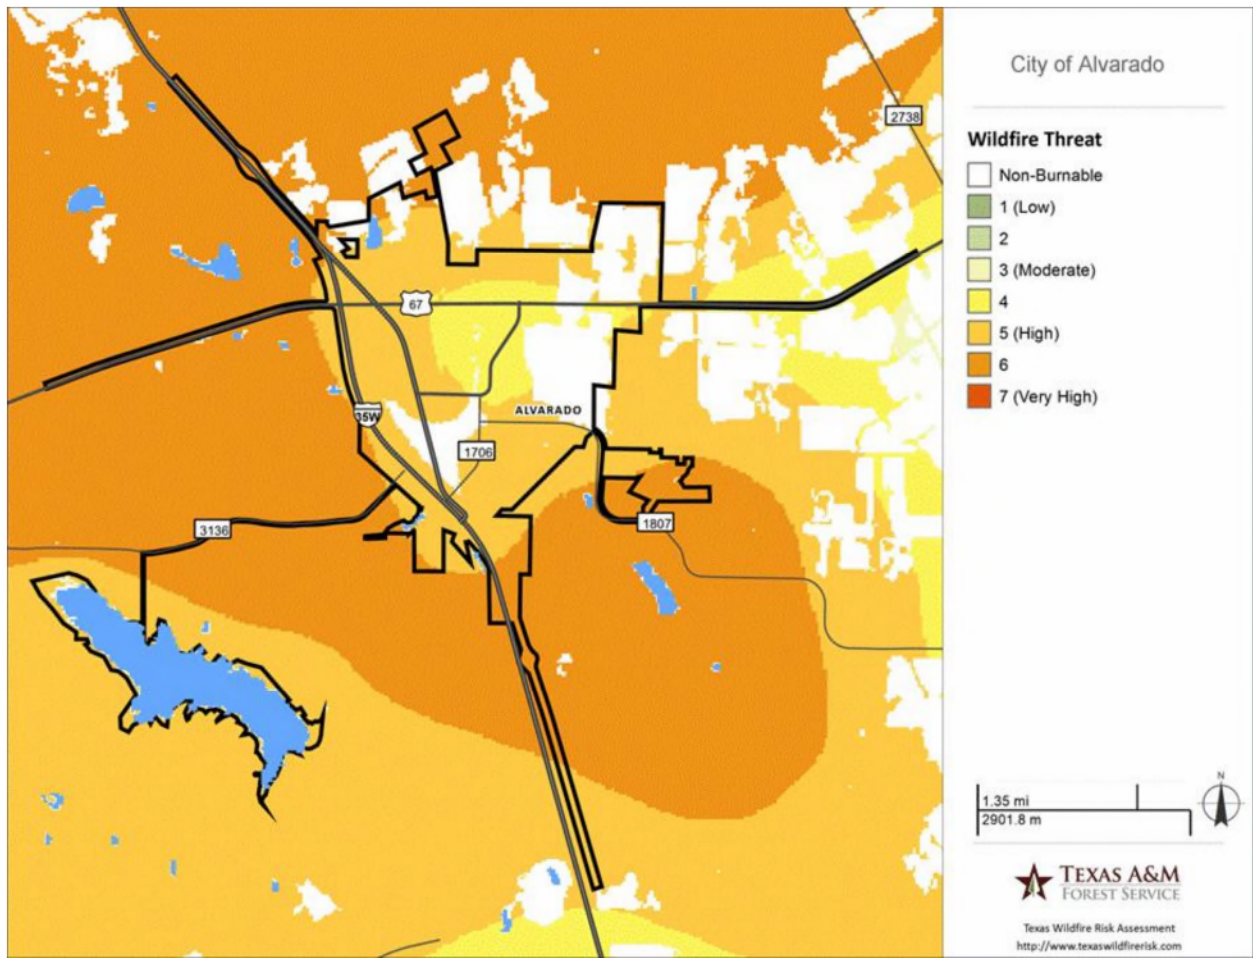 City of Alvarado
Wildfire Threat
Non-Burnable
1 (Low)
2
3 (Moderate)
4
5 (High)
6
7 (Very High)
2738
67
35W
ALVARADO
1706
3136
1807
N
1.35 mi
2901.8 m
TEXAS A&M
FOREST SERVICE
Texas Wildfire Risk Assessment
http://www.texaswildfirerisk.com